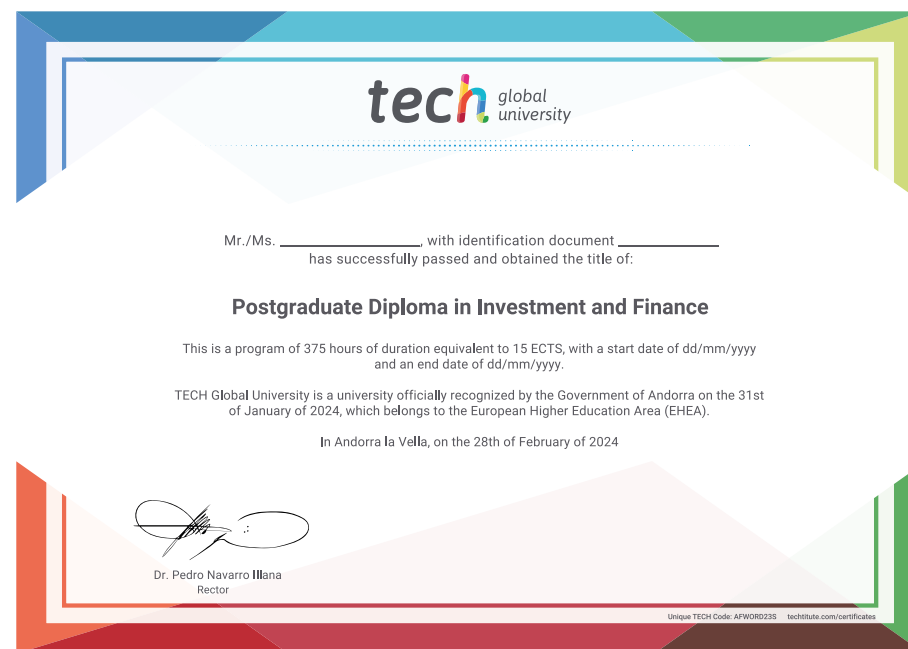 tech global university
Mr./Ms. ____________________, with identification document ______________
has successfully passed and obtained the title of:
Postgraduate Diploma in Investment and Finance
This is a program of 375 hours of duration equivalent to 15 ECTS, with a start date of dd/mm/yyyy
and an end date of dd/mm/yyyy.
TECH Global University is a university officially recognized by the Government of Andorra on the 31st
of January of 2024, which belongs to the European Higher Education Area (EHEA).
In Andorra la Vella, on the 28th of February of 2024
Dr. Pedro Navarro Illana
Rector
Unique TECH Code: AFWORD23S techtitute.com/certificates